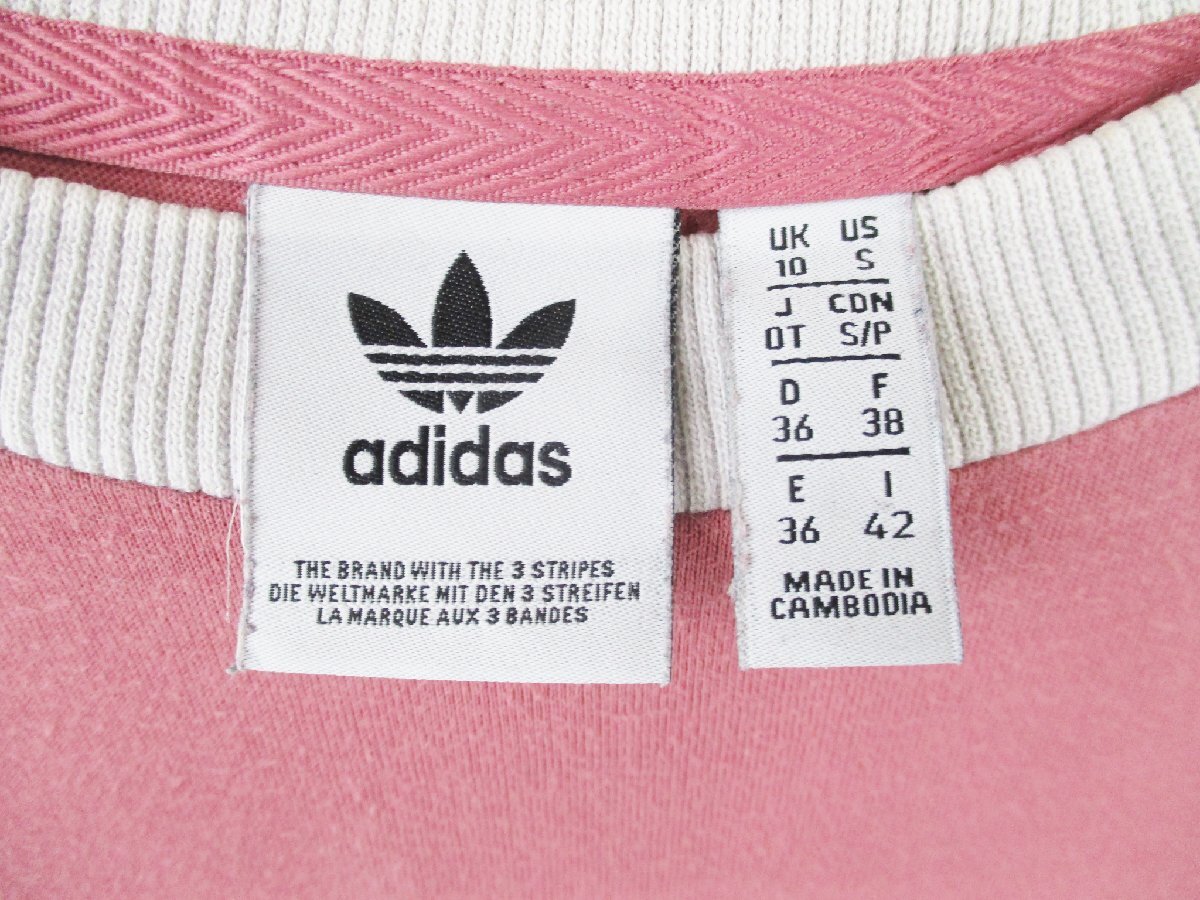 adidas
THE BRAND WITH THE 3 STRIPES
DIE WELTMARKE MIT DEN 3 STREIFEN
LA MARQUE AUX 3 BANDES
UK US
10 S
J CDN
OT S/P
D F
36 38
E I
36 42
MADE IN
CAMBODIA